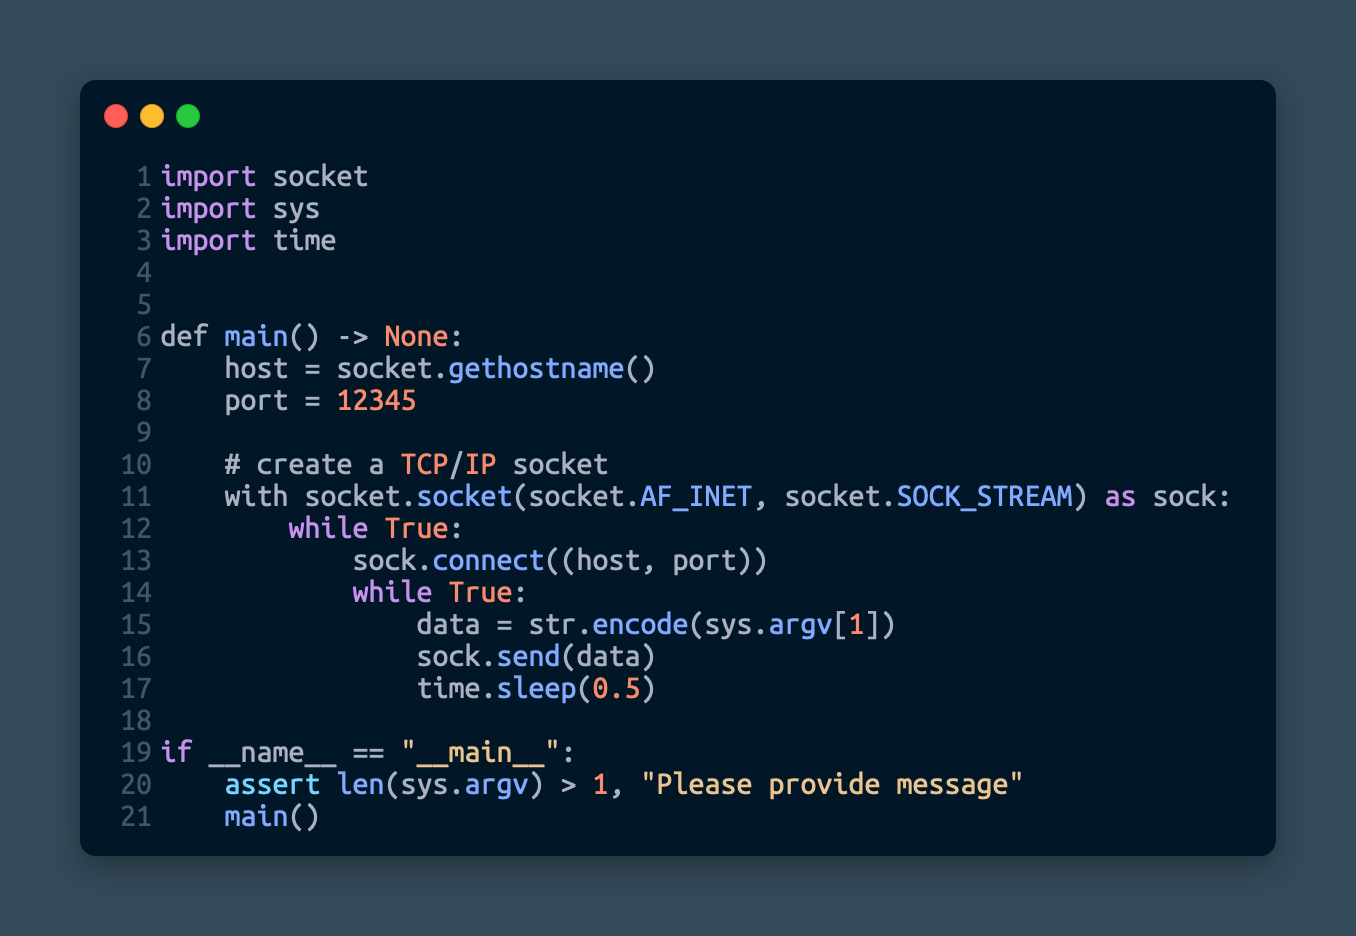 1 import socket
2 import sys
3 import time
4
5
6 def main() -> None:
7     host = socket.gethostname()
8     port = 12345
9
10     # create a TCP/IP socket
11     with socket.socket(socket.AF_INET, socket.SOCK_STREAM) as sock:
12         while True:
13             sock.connect((host, port))
14             while True:
15                 data = str.encode(sys.argv[1])
16                 sock.send(data)
17                 time.sleep(0.5)
18
19 if __name__ == "__main__":
20     assert len(sys.argv) > 1, "Please provide message"
21     main()